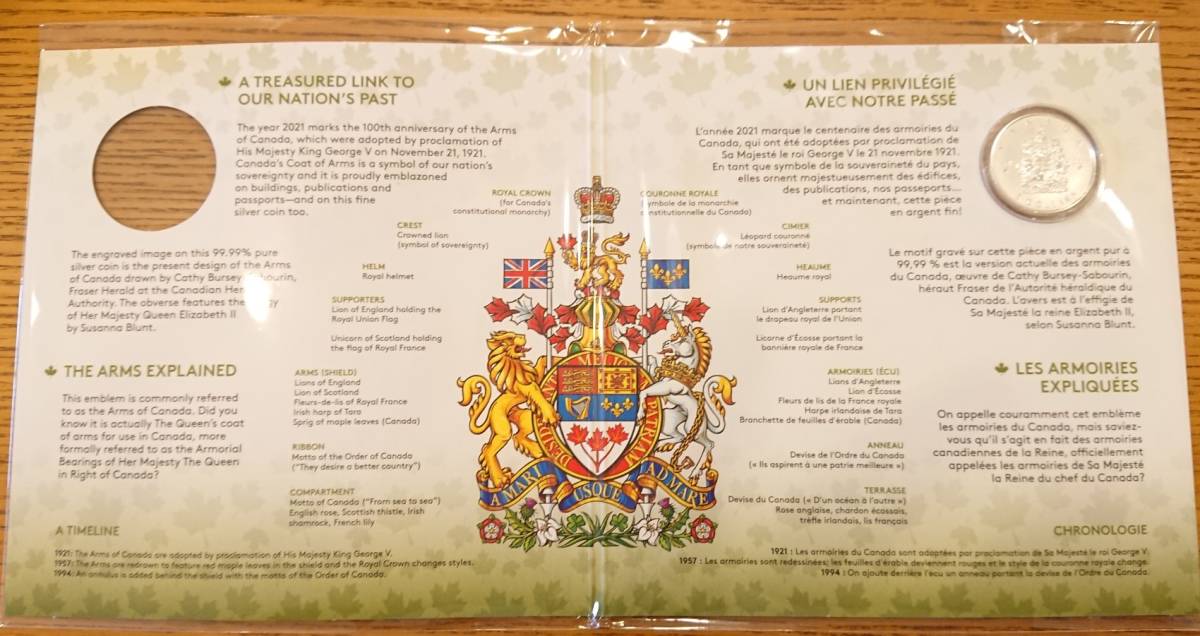 A TREASURED LINK TO
OUR NATION'S PAST
The year 2021 marks the 100th anniversary of the Arms
of Canada, which were adopted by proclamation of
His Majesty King George V on November 21, 1921.
Canada's Coat of Arms is a symbol of our nation's
sovereignty and it is proudly emblazoned
on buildings, publications and
passports—and on this fine
silver coin too.
The engraved image on this 99.99% pure
silver coin is the present design of the Arms
of Canada drawn by Cathy Bursey
Fraser Herald at the Canadian
Authority. The obverse features the
of Her Majesty Queen Elizabeth II
by Susanna Blunt.
THE ARMS EXPLAINED
This emblem is commonly referred
to as the Arms of Canada. Did you
know it is actually The Queen's coat
of arms for use in Canada, more
formally referred to as the Armorial
Bearings of Her Majesty The Queen
in Right of Canada?
A TIMELINE
1921: The Arms of Canada are adopted by proclamation of His Majesty King George V.
1957: The Arms are redrawn to feature red maple leaves in the shield and the Royal Crown changes styles.
1994: An annulus is added behind the shield with the motto of the Order of Canada.
ROYAL CROWN
(for Canada's
constitutional monarchy)
CREST
Crowned lion
(symbol of sovereignty)
HELM
Royal helmet
SUPPORTERS
Lion of England holding the
Royal Union Flag
Unicorn of Scotland holding
the flag of Royal France
ARMS (SHIELD)
Lions of England
Lion of Scotland
Fleurs-de-lis of Royal France
Irish harp of Tara
Sprig of maple leaves (Canada)
RIBBON
Motto of the Order of Canada
("They desire a better country")
COMPARTMENT
Motto of Canada ("From sea to sea")
English rose, Scottish thistle, Irish
shamrock, French lily
DESIDERANTES MELIOREM PATRIAM
A MARI USQUE AD MARE
UN LIEN PRIVILÉGIÉ
AVEC NOTRE PASSÉ
L'année 2021 marque le centenaire des armoiries du
Canada, qui ont été adoptées par proclamation de
Sa Majesté le roi George V le 21 novembre 1921.
En tant que symbole de la souveraineté du pays,
elles ornent majestueusement des édifices,
des publications, nos passeports...
et maintenant, cette pièce
en argent fin!
COURONNE ROYALE
(symbole de la monarchie
constitutionnelle du Canada)
CIMIER
Léopard couronné
(symbole de notre souveraineté)
HEAUME
Heaume royal
SUPPORTS
Lion d'Angleterre portant
le drapeau royal de l'Union
Licorne d'Écosse portant la
bannière royale de France
ARMOIRIES (ÉCU)
Lions d'Angleterre
Lion d'Écosse
Fleurs de lis de la France royale
Harpe irlandaise de Tara
Branchette de feuilles d'érable (Canada)
ANNEAU
Devise de l'Ordre du Canada
(« Ils aspirent à une patrie meilleure »)
TERRASSE
Devise du Canada (« D'un océan à l'autre »)
Rose anglaise, chardon écossais,
trèfle irlandais, lis français
Le motif gravé sur cette pièce en argent pur à
99,99 % est la version actuelle des armoiries
du Canada, œuvre de Cathy Bursey-Sabourin,
héraut Fraser de l'Autorité héraldique du
Canada. L'avers est à l'effigie de
Sa Majesté la reine Elizabeth II,
selon Susanna Blunt.
LES ARMOIRIES
EXPLIQUÉES
On appelle couramment cet emblème
les armoiries du Canada, mais saviez-
vous qu'il s'agit en fait des armoiries
canadiennes de la Reine, officiellement
appelées les armoiries de Sa Majesté
la Reine du chef du Canada?
CHRONOLOGIE
1921 : Les armoiries du Canada sont adoptées par proclamation de Sa Majesté le roi George V.
1957 : Les armoiries sont redessinées; les feuilles d'érable deviennent rouges et le style de la couronne royale change.
1994 : On ajoute derrière l'écu un anneau portant la devise de l'Ordre du Canada.